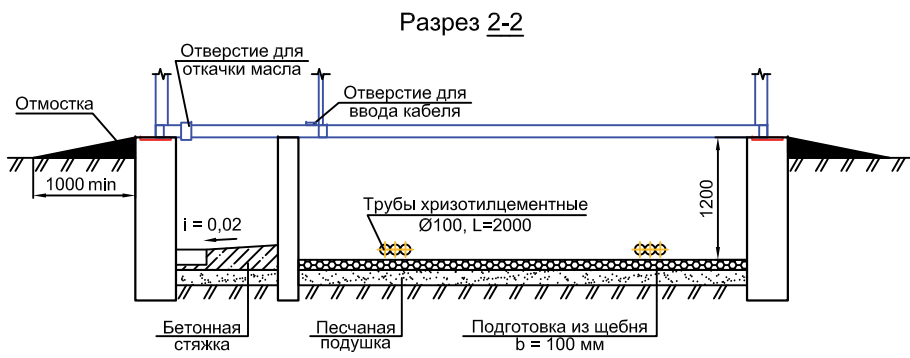 Разрез 2-2
Отверстие для
откачки масла
Отверстие для
ввода кабеля
Отмостка
1000 min
1200
Трубы хризотилцементные
Ø100, L=2000
i = 0,02
Бетонная
стяжка
Песчаная
подушка
Подготовка из щебня
b = 100 мм